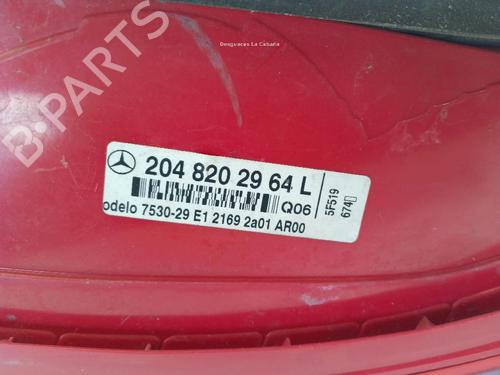 Desguaces La Cabaña
B-PARTS
204 820 29 64 L
Q06
odelo 7530-29 E1 2169 2a01 AR00
5F519
674